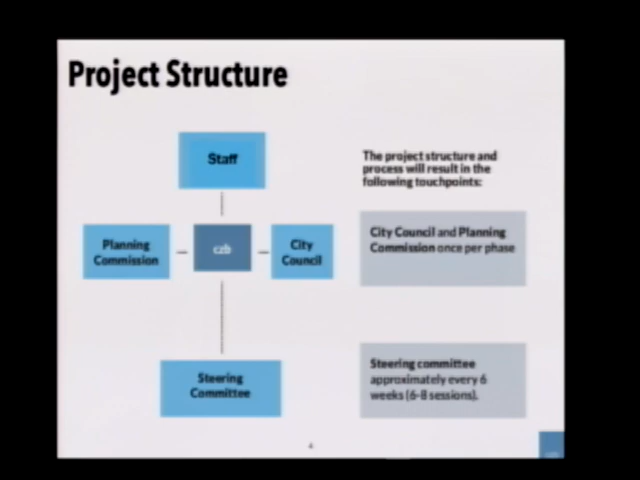 Project Structure
Staff
The project structure and
process will result in the
following touchpoints:
Planning
Commission
czb
City
Council
City Council and Planning
Commission once per phase
Steering
Committee
Steering committee
approximately every 6
weeks (6-8 sessions).